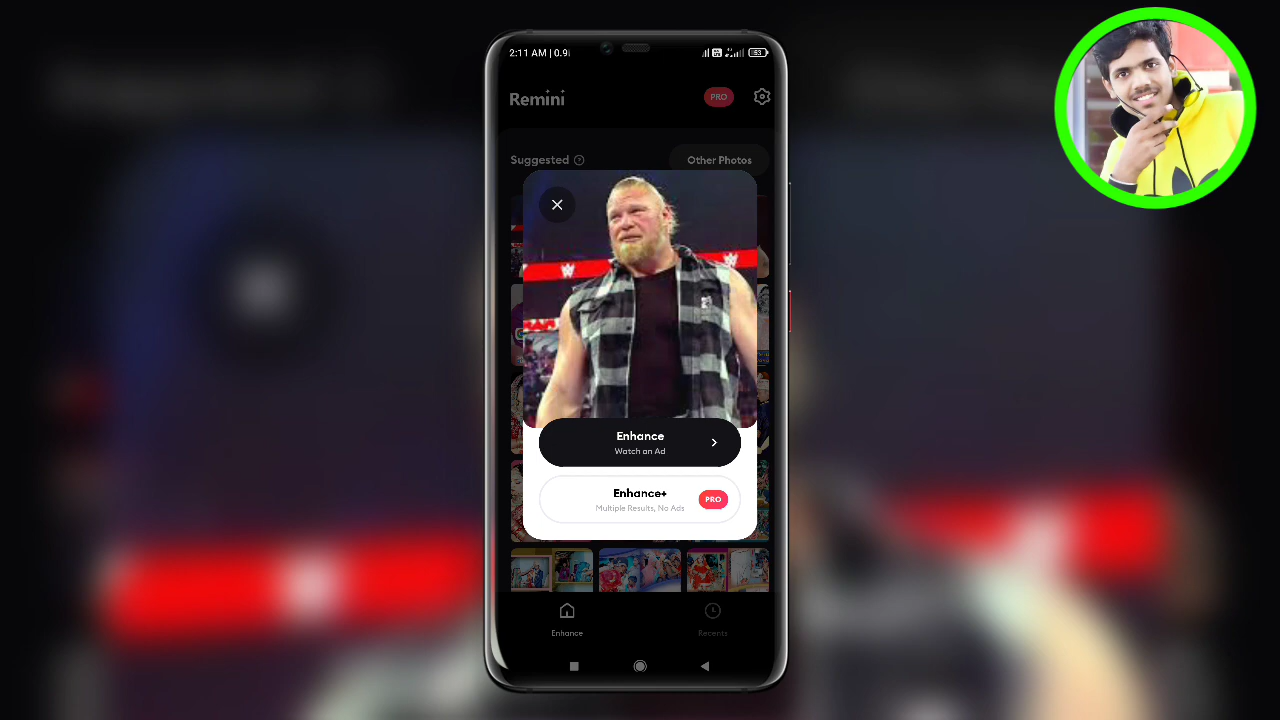 2:11 AM | 0.9
53
Remini
PRO
Suggested
Other Photos
Enhance
Watch an Ad
Enhance+
PRO
Multiple Results, No Ads
Enhance
Recents